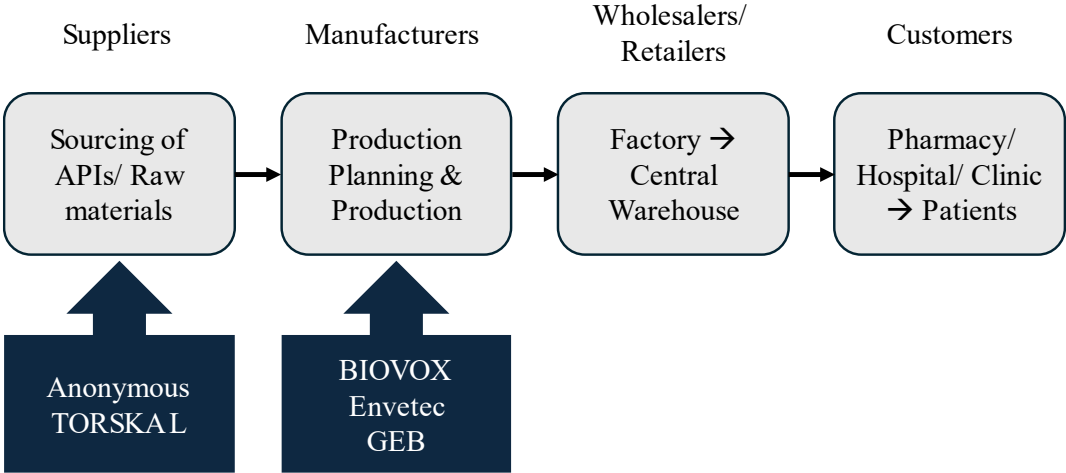 Suppliers
Manufacturers
Wholesalers/
Retailers
Customers
Sourcing of
APIs/ Raw
materials
Production
Planning &
Production
Factory →
Central
Warehouse
Pharmacy/
Hospital/ Clinic
→ Patients
Anonymous
TORSKAL
BIOVOX
Envetec
GEB